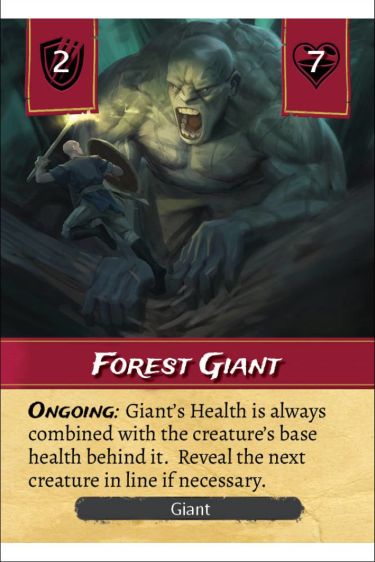 2
7
Forest Giant
Ongoing: Giant's Health is always
combined with the creature's base
health behind it. Reveal the next
creature in line if necessary.
Giant